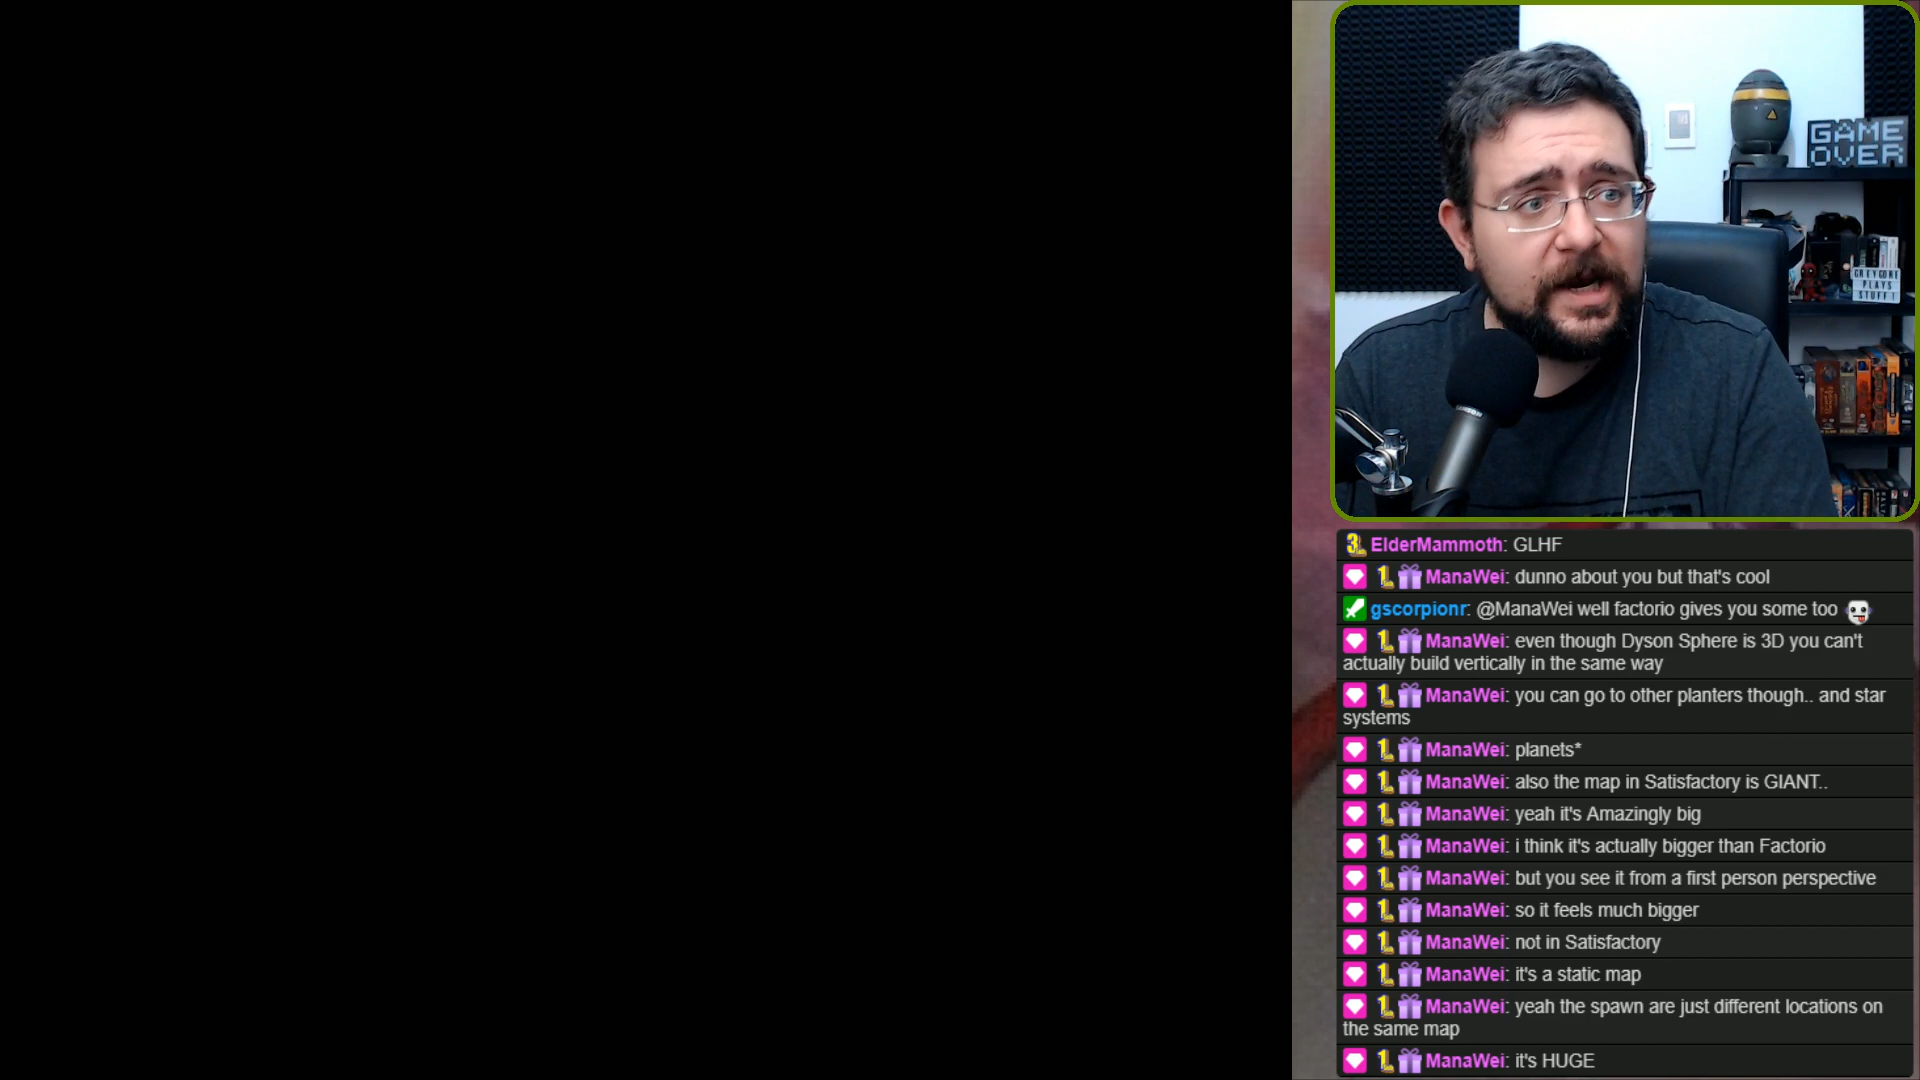 GAME
OVER
GREYGORE
PLAYS
STUFF!
SAMSON
ElderMammoth: GLHF
ManaWei: dunno about you but that's cool
gscorpionr: @ManaWei well factorio gives you some too
ManaWei: even though Dyson Sphere is 3D you can't
actually build vertically in the same way
ManaWei: you can go to other planters though.. and star
systems
ManaWei: planets*
ManaWei: also the map in Satisfactory is GIANT..
ManaWei: yeah it's Amazingly big
ManaWei: i think it's actually bigger than Factorio
ManaWei: but you see it from a first person perspective
ManaWei: so it feels much bigger
ManaWei: not in Satisfactory
ManaWei: it's a static map
ManaWei: yeah the spawn are just different locations on
the same map
ManaWei: it's HUGE